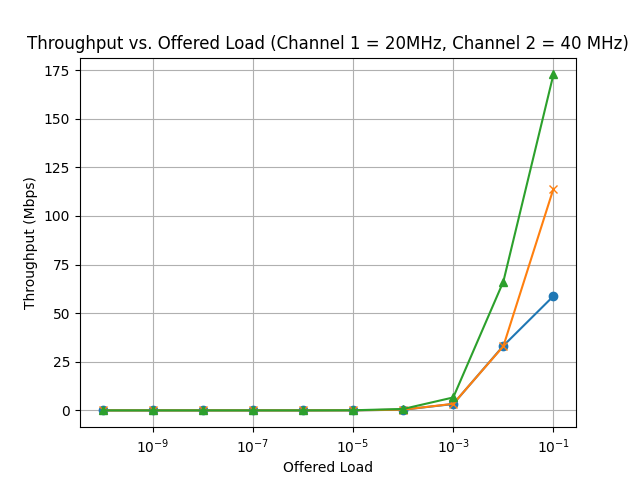 Throughput vs. Offered Load (Channel 1 = 20MHz, Channel 2 = 40 MHz)
175
150
125
100
75
50
25
0
Throughput (Mbps)
10⁻⁹ 10⁻⁷ 10⁻⁵ 10⁻³ 10⁻¹
Offered Load